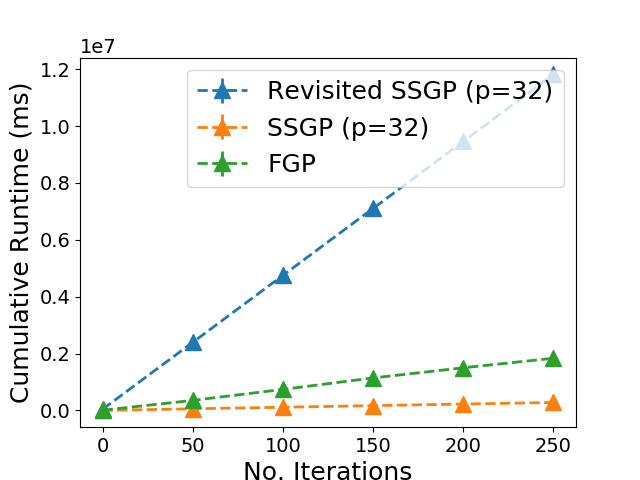 1e7
Cumulative Runtime (ms)
1.2
1.0
0.8
0.6
0.4
0.2
0.0
Revisited SSGP (p=32)
SSGP (p=32)
FGP
0 50 100 150 200 250
No. Iterations